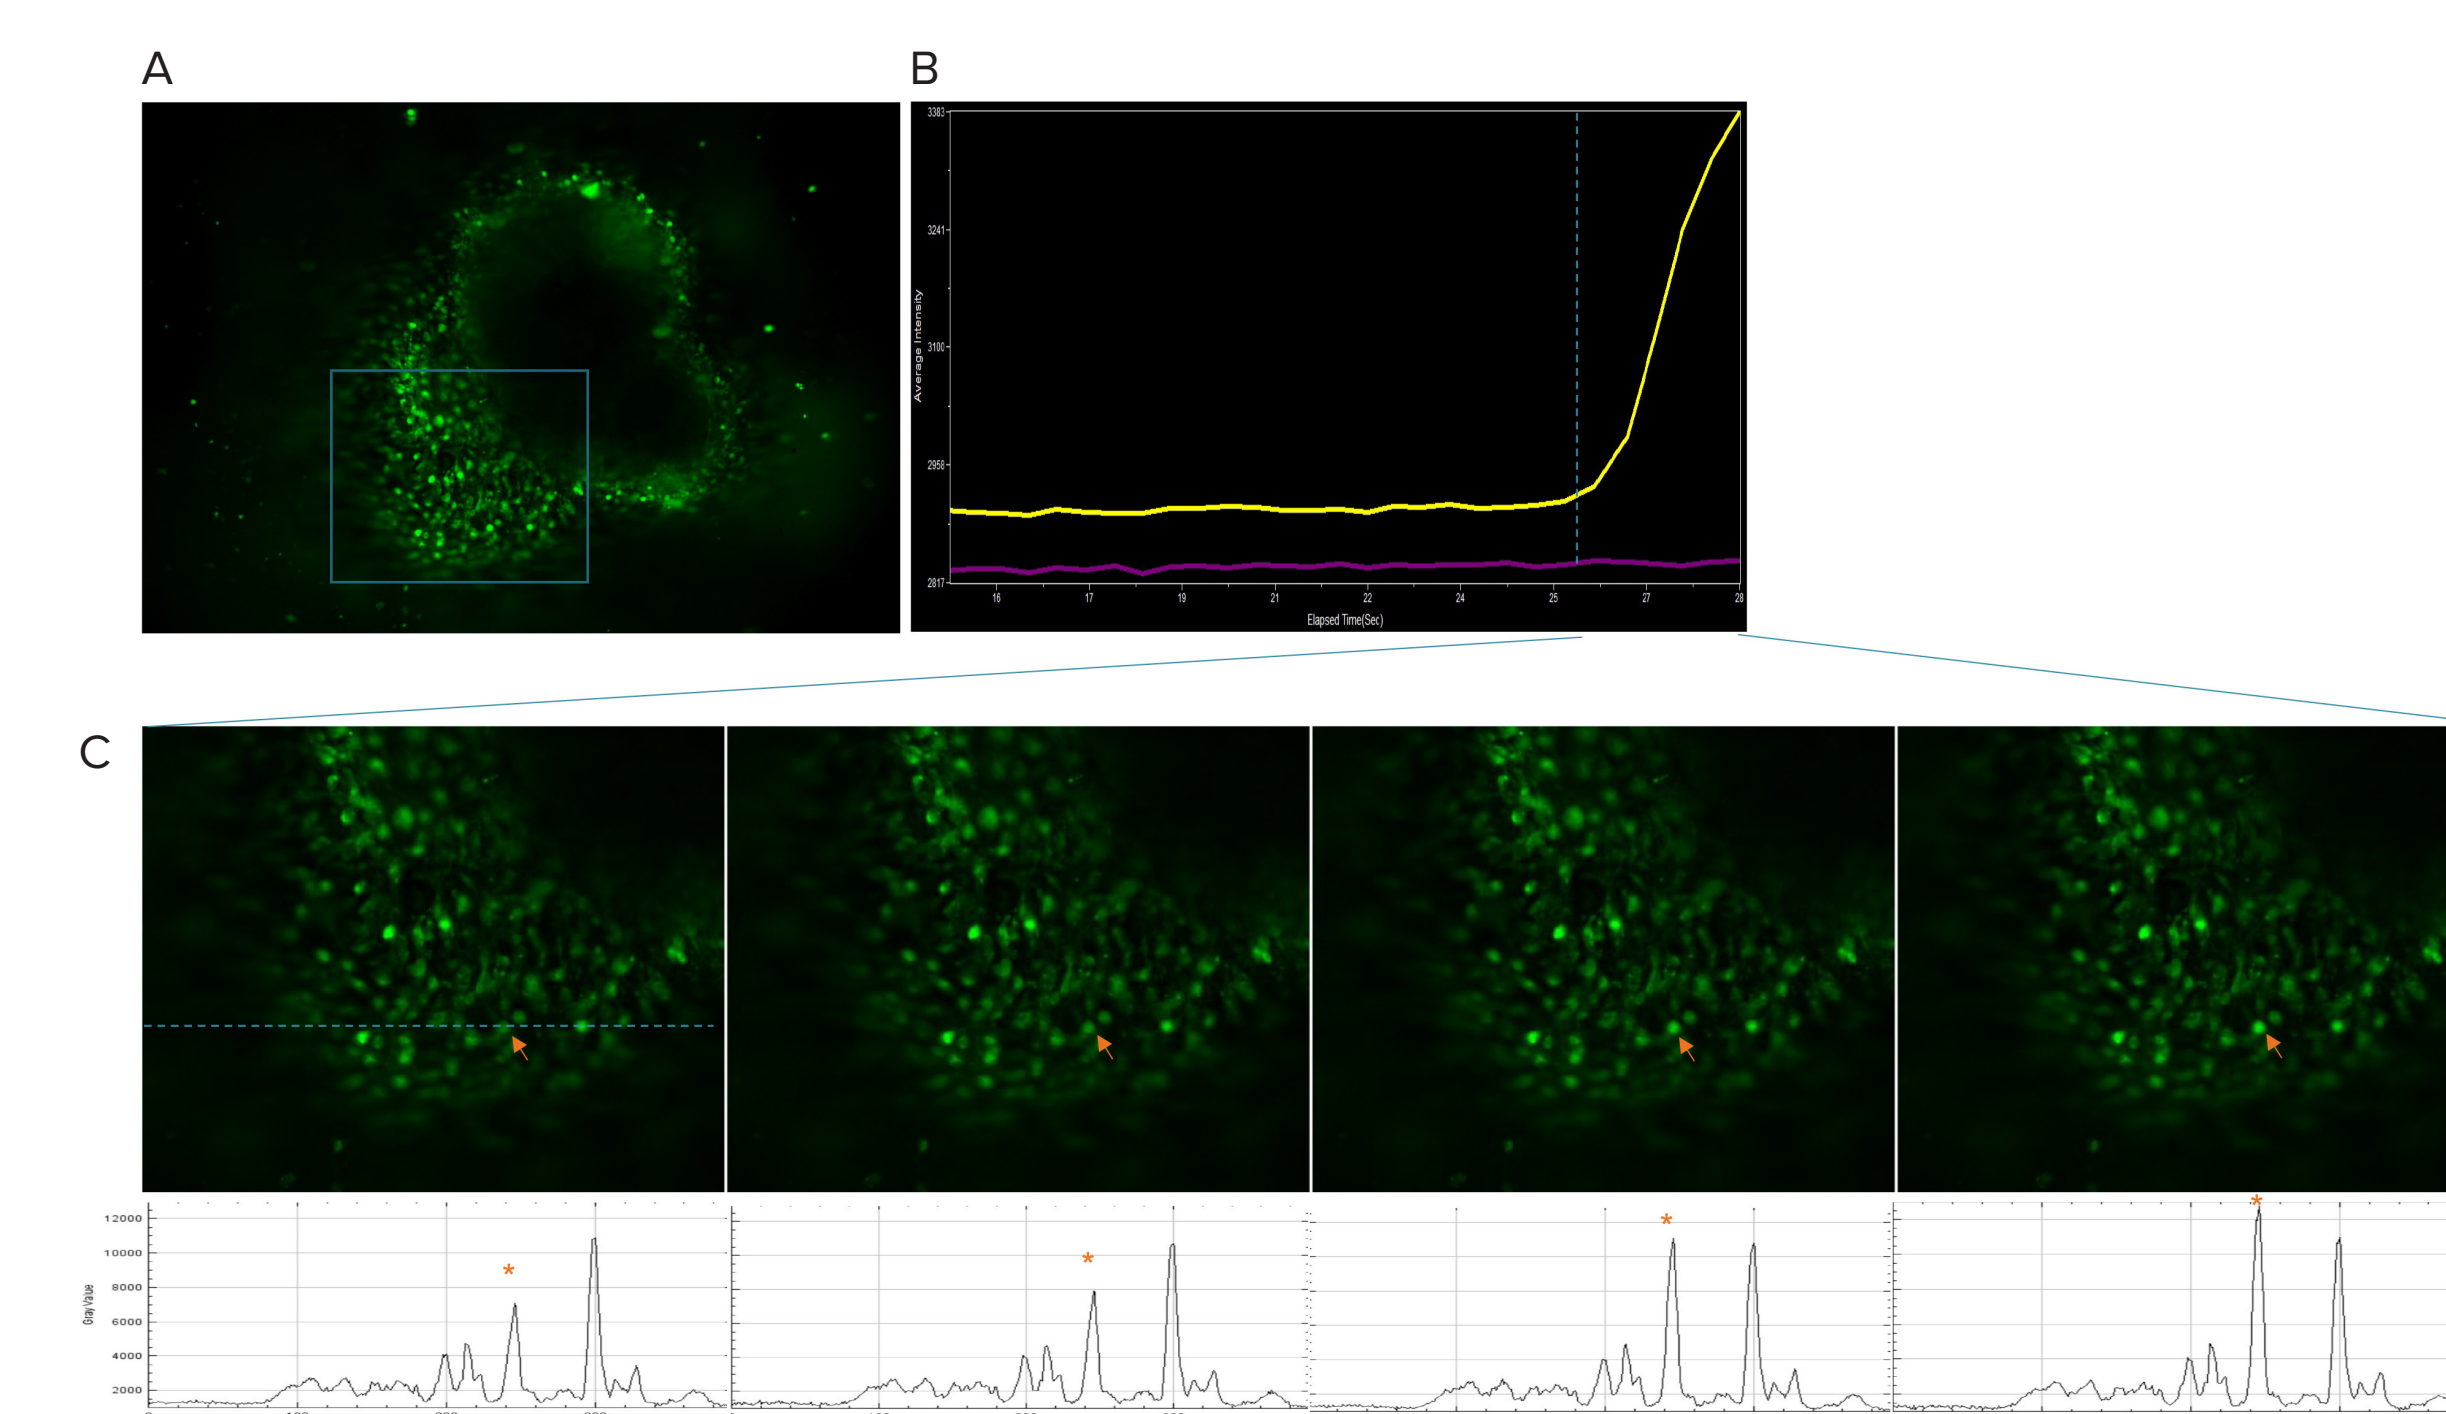 A
B
3383
3241
3100
2958
2817
Average Intensity
16 17 19 21 22 24 25 27 28
Elapsed Time(Sec)
C
*
*
*
*
12000
10000
8000
6000
4000
2000
Gray Value